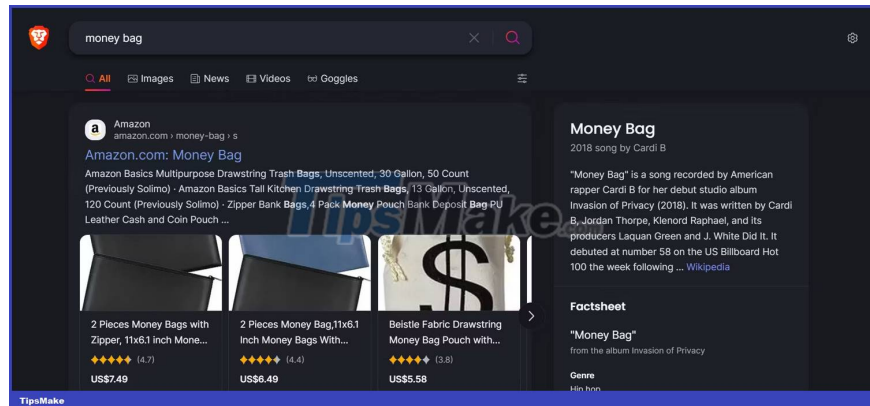 money bag
All Images News Videos Goggles
a
Amazon
amazon.com › money-bag › s
Amazon.com: Money Bag
Amazon Basics Multipurpose Drawstring Trash Bags, Unscented, 30 Gallon, 50 Count
(Previously Solimo) · Amazon Basics Tall Kitchen Drawstring Trash Bags, 13 Gallon, Unscented,
120 Count (Previously Solimo) · Zipper Bank Bags,4 Pack Money Pouch Bank Deposit Bag PU
Leather Cash and Coin Pouch ...
$
2 Pieces Money Bags with
Zipper, 11x6.1 inch Mone...
(4.7)
US$7.49
2 Pieces Money Bag,11x6.1
Inch Money Bags With...
(4.4)
US$6.49
Beistle Fabric Drawstring
Money Bag Pouch with...
(3.8)
US$5.58
Money Bag
2018 song by Cardi B
"Money Bag" is a song recorded by American
rapper Cardi B for her debut studio album
Invasion of Privacy (2018). It was written by Cardi
B, Jordan Thorpe, Klenord Raphael, and its
producers Laquan Green and J. White Did It. It
debuted at number 58 on the US Billboard Hot
100 the week following ... Wikipedia
Factsheet
"Money Bag"
from the album Invasion of Privacy
Genre
Hip hop
TipsMake.com
TipsMake